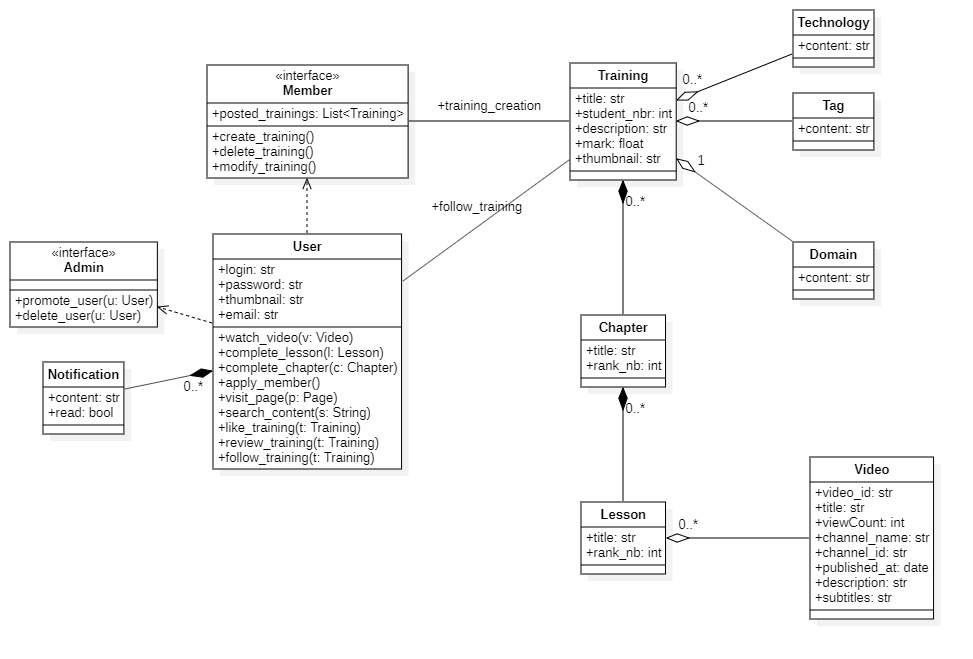 Technology
+content: str
0..*
Tag
+content: str
0..*
Training
+title: str
+student_nbr: int
+description: str
+mark: float
+thumbnail: str
1
0..*
«interface»
Member
+posted_trainings: List<Training>
+create_training()
+delete_training()
+modify_training()
+training_creation
+follow_training
User
+login: str
+password: str
+thumbnail: str
+email: str
+watch_video(v: Video)
+complete_lesson(l: Lesson)
+complete_chapter(c: Chapter)
+apply_member()
+visit_page(p: Page)
+search_content(s: String)
+like_training(t: Training)
+review_training(t: Training)
+follow_training(t: Training)
«interface»
Admin
+promote_user(u: User)
+delete_user(u: User)
Notification
+content: str
+read: bool
0..*
Domain
+content: str
Chapter
+title: str
+rank_nb: int
0..*
Lesson
+title: str
+rank_nb: int
0..*
Video
+video_id: str
+title: str
+viewCount: int
+channel_name: str
+channel_id: str
+published_at: date
+description: str
+subtitles: str